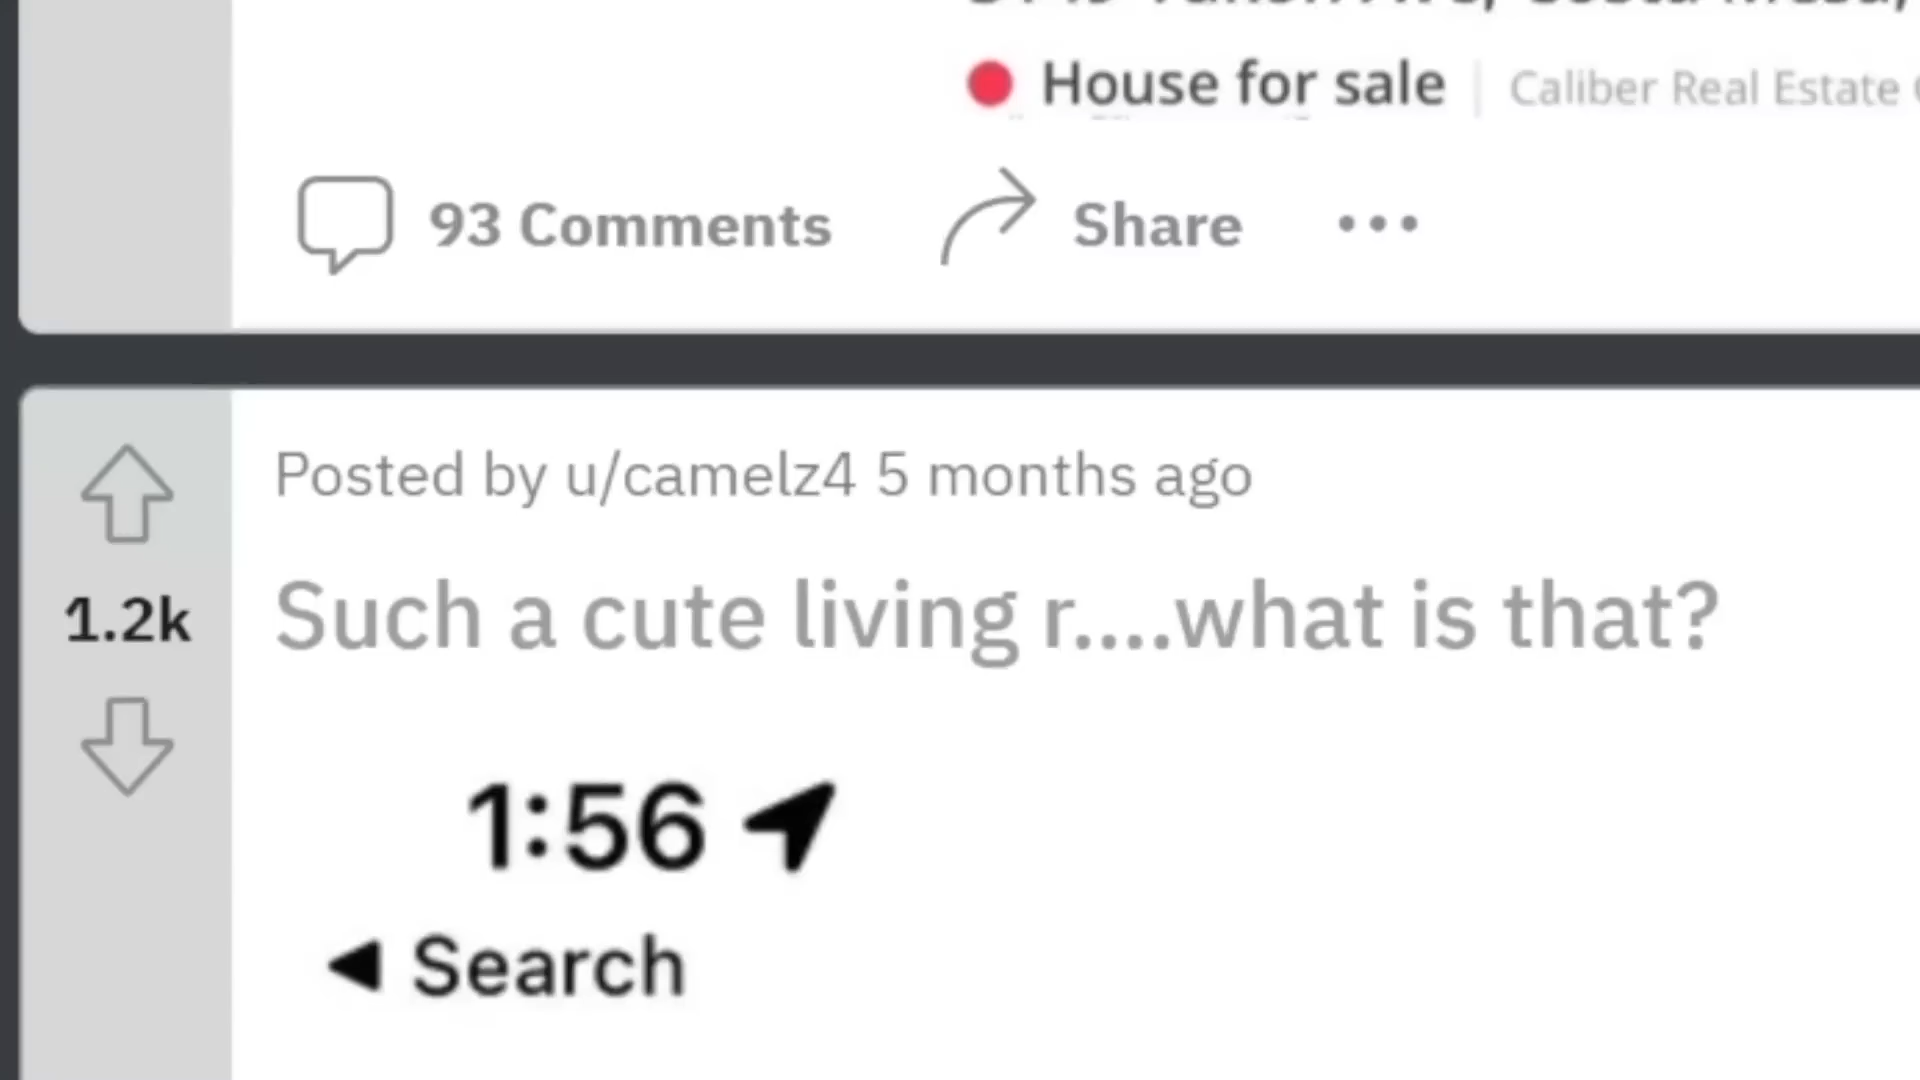 House for sale Caliber Real Estate
93 Comments Share
Posted by u/camelz4 5 months ago
1.2k
Such a cute living r....what is that?
1:56
Search